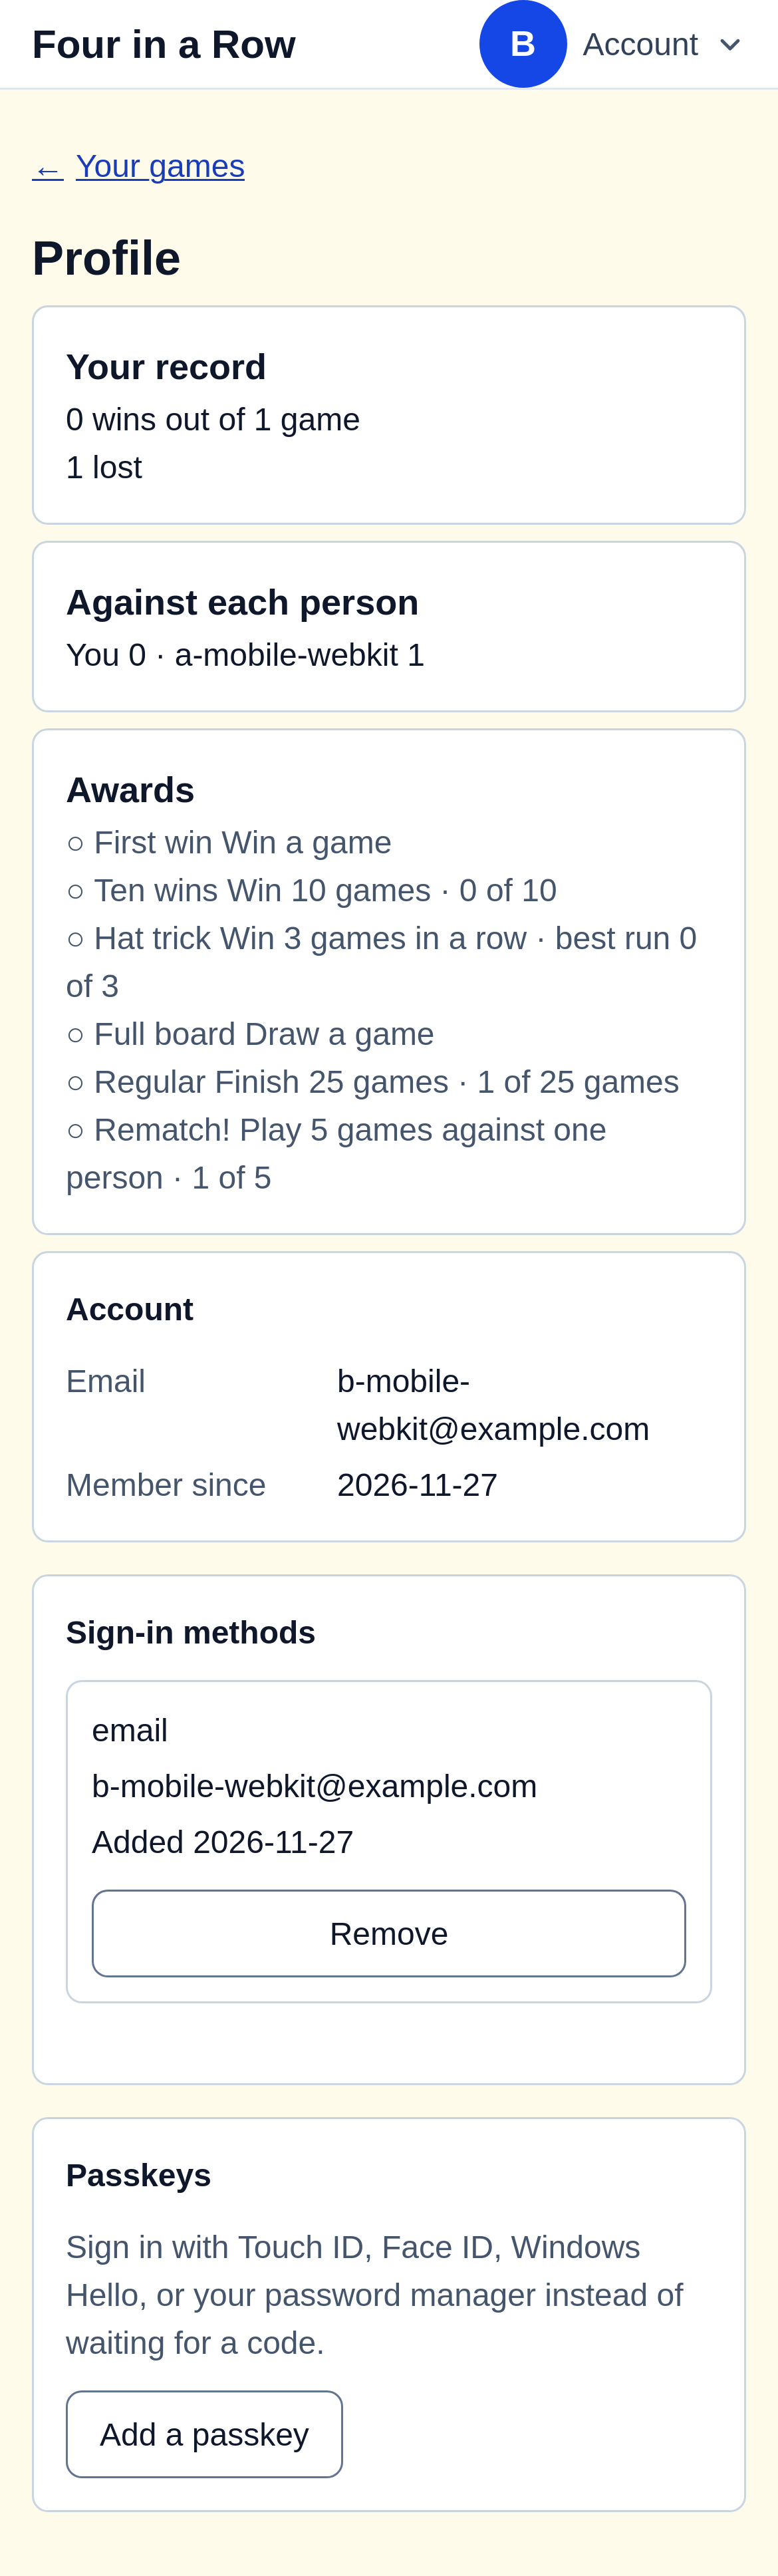 Four in a Row
B
Account
← Your games
Profile
Your record
0 wins out of 1 game
1 lost
Against each person
You 0 · a-mobile-webkit 1
Awards
○ First win Win a game
○ Ten wins Win 10 games · 0 of 10
○ Hat trick Win 3 games in a row · best run 0
of 3
○ Full board Draw a game
○ Regular Finish 25 games · 1 of 25 games
○ Rematch! Play 5 games against one
person · 1 of 5
Account
Email
b-mobile-
webkit@example.com
Member since
2026-11-27
Sign-in methods
email
b-mobile-webkit@example.com
Added 2026-11-27
Remove
Passkeys
Sign in with Touch ID, Face ID, Windows
Hello, or your password manager instead of
waiting for a code.
Add a passkey